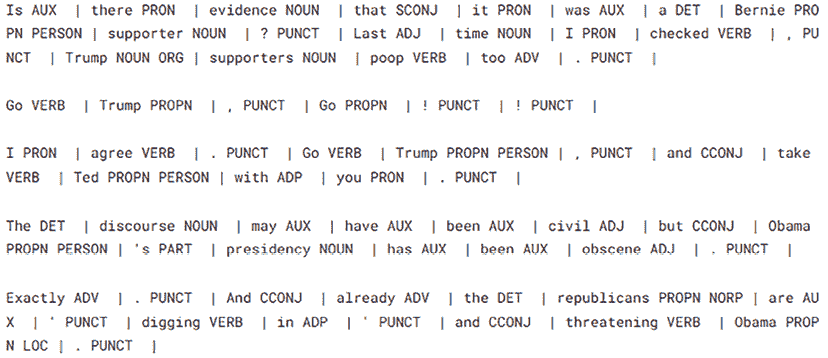 Is AUX  | there PRON  | evidence NOUN  | that SCONJ  | it PRON  | was AUX  | a DET  | Bernie PRO
PN PERSON | supporter NOUN  | ? PUNCT  | Last ADJ  | time NOUN  | I PRON  | checked VERB  | , PU
NCT  | Trump NOUN ORG | supporters NOUN  | poop VERB  | too ADV  | . PUNCT  |
Go VERB  | Trump PROPN  | , PUNCT  | Go PROPN  | ! PUNCT  | ! PUNCT  |
I PRON  | agree VERB  | . PUNCT  | Go VERB  | Trump PROPN PERSON | , PUNCT  | and CCONJ  | take
VERB  | Ted PROPN PERSON | with ADP  | you PRON  | . PUNCT  |
The DET  | discourse NOUN  | may AUX  | have AUX  | been AUX  | civil ADJ  | but CCONJ  | Obama
PROPN PERSON | 's PART  | presidency NOUN  | has AUX  | been AUX  | obscene ADJ  | . PUNCT  |
Exactly ADV  | . PUNCT  | And CCONJ  | already ADV  | the DET  | republicans PROPN NORP | are AU
X  | ' PUNCT  | digging VERB  | in ADP  | ' PUNCT  | and CCONJ  | threatening VERB  | Obama PROP
N LOC | . PUNCT  |